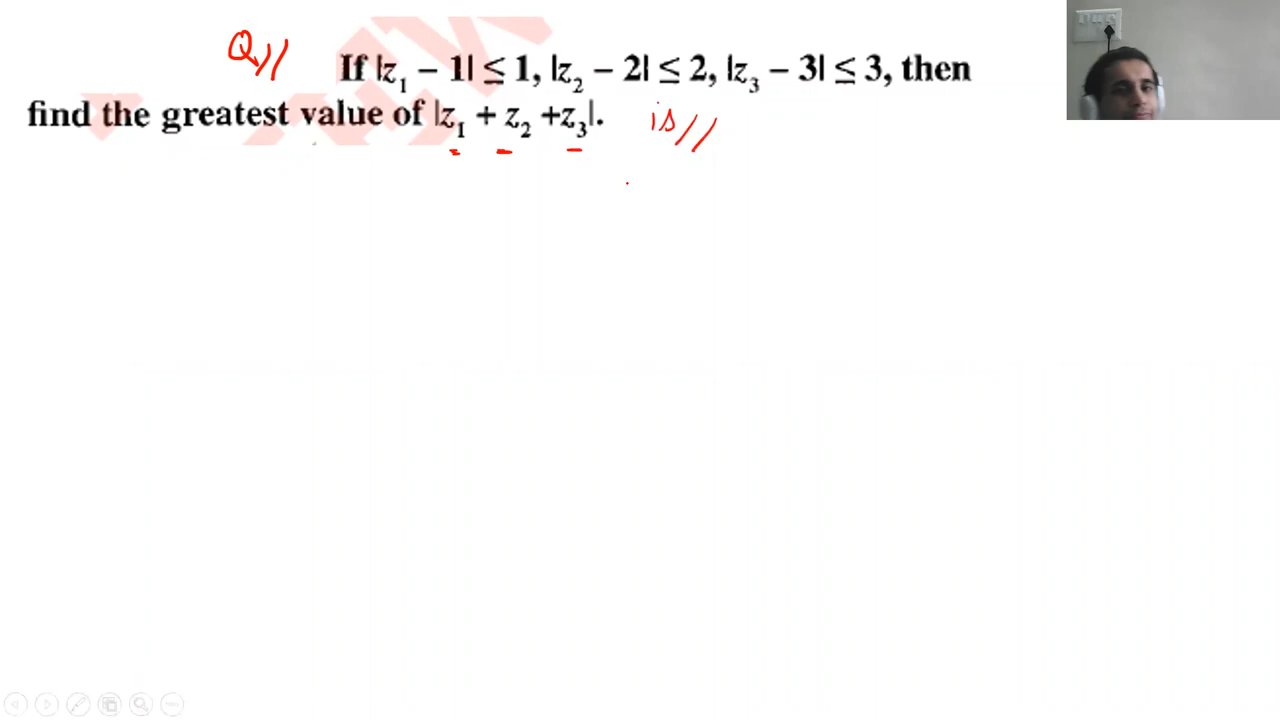 Q// If |z₁ − 1| ≤ 1, |z₂ − 2| ≤ 2, |z₃ − 3| ≤ 3, then
find the greatest value of |z₁ + z₂ +z₃|. is//